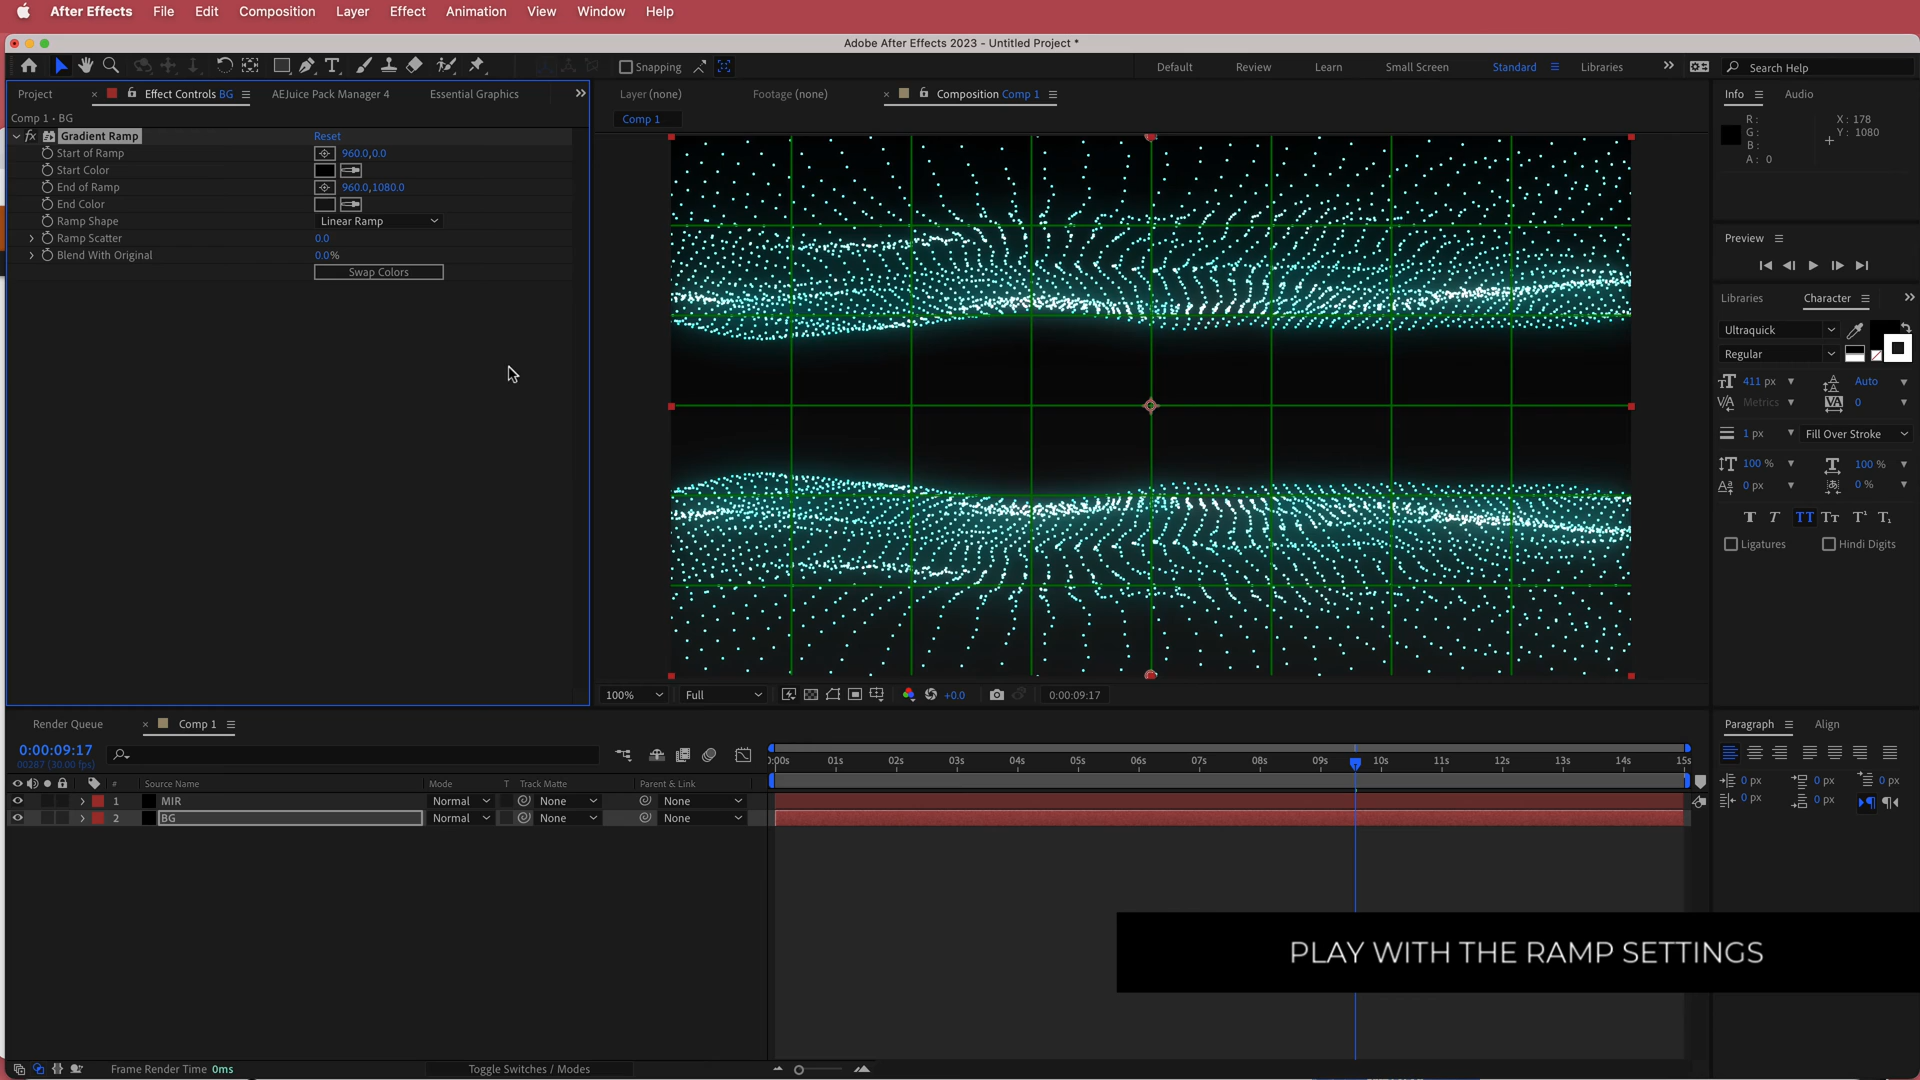 After Effects File Edit Composition Layer Effect Animation View Window Help
Adobe After Effects 2023 - Untitled Project *
Snapping Default Review Learn Small Screen Standard Libraries Search Help
Project Effect Controls BG AEJuice Pack Manager 4 Essential Graphics
Layer (none) Footage (none) Composition Comp 1
Info Audio
Comp 1 • BG
Comp 1
fx Gradient Ramp Reset
Start of Ramp 960.0,0.0
Start Color
End of Ramp 960.0,1080.0
End Color
Ramp Shape Linear Ramp
Ramp Scatter 0.0
Blend With Original 0.0%
Swap Colors
R: X: 178
G: Y: 1080
B:
A: 0
Preview
Libraries Character
Ultraquick
Regular
411 px Auto
Metrics 0
1 px Fill Over Stroke
100 % 100 %
0 px 0 %
T T TT Tt T¹ T₁
Ligatures Hindi Digits
100% Full +0.0 0:00:09:17
Render Queue Comp 1
Paragraph Align
0:00:09:17
00287 (30.00 fps)
):00s 01s 02s 03s 04s 05s 06s 07s 08s 09s 10s 11s 12s 13s 14s 15s
# Source Name Mode T Track Matte Parent & Link
1 MIR Normal None None
2 BG Normal None None
0 px 0 px 0 px
0 px 0 px
PLAY WITH THE RAMP SETTINGS
Frame Render Time 0ms Toggle Switches / Modes